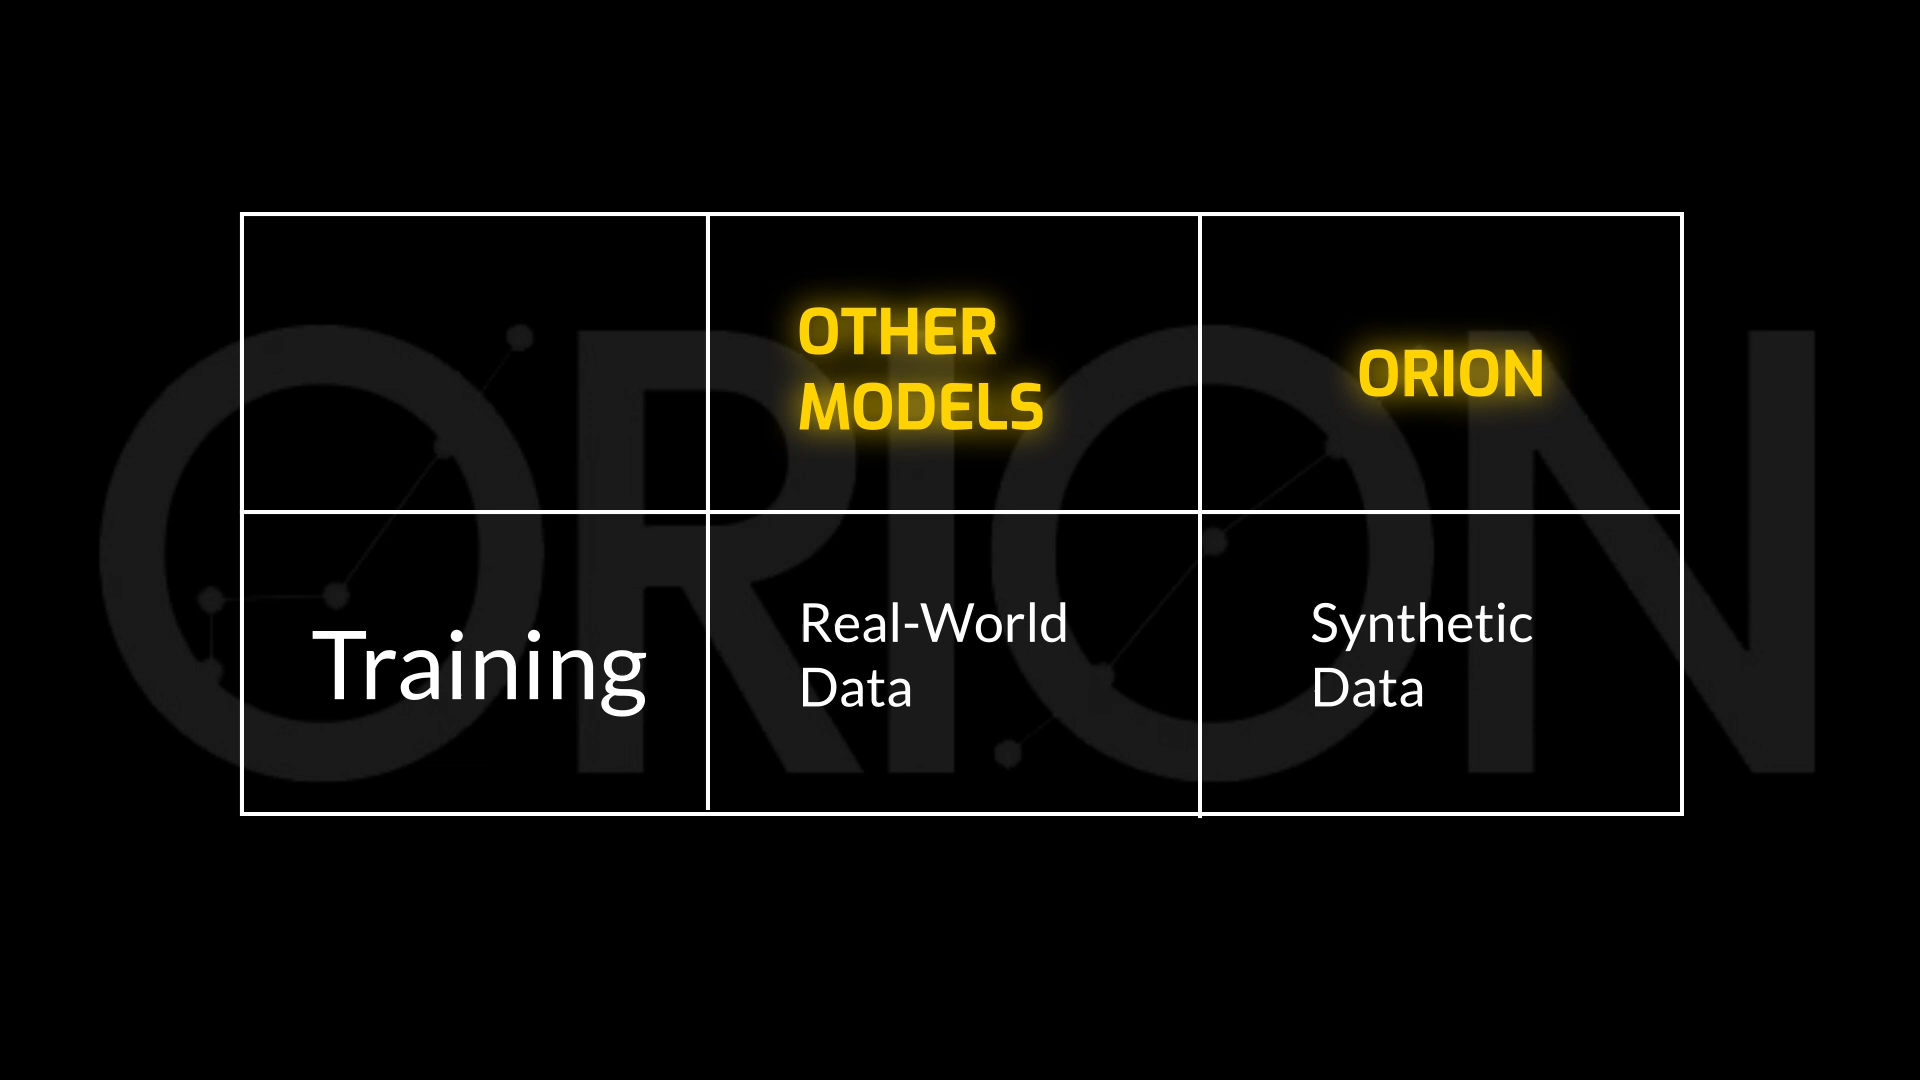 ORION
OTHER
MODELS
ORION
Training
Real-World
Data
Synthetic
Data